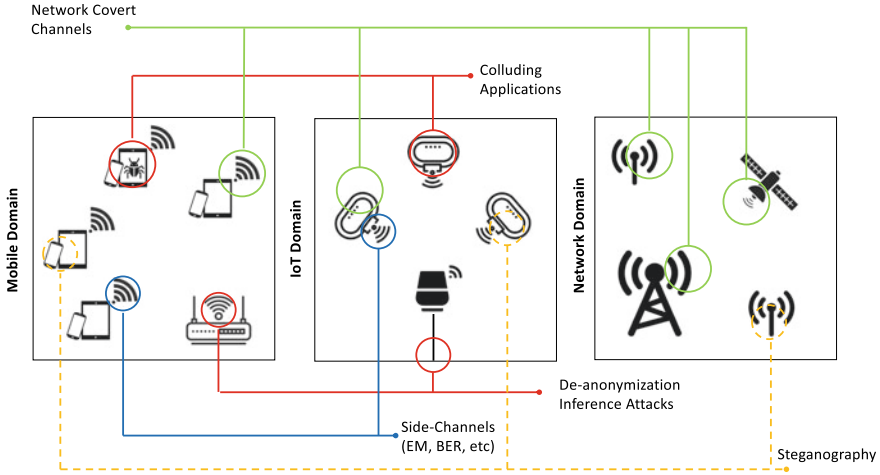 Network Covert
Channels
Colluding
Applications
Mobile Domain
IoT Domain
Network Domain
De-anonymization
Inference Attacks
Side-Channels
(EM, BER, etc)
Steganography